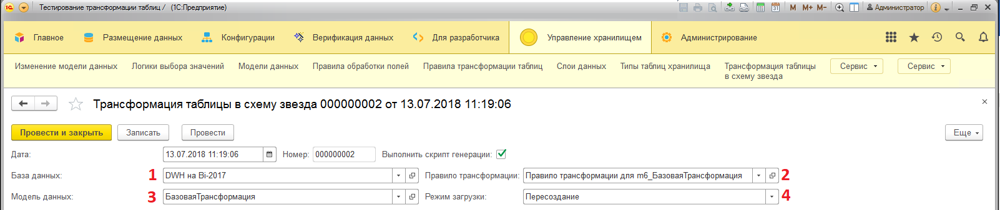 Тестирование трансформации таблиц / (1С:Предприятие)
M M+ M- Администратор
Главное Размещение данных Конфигурации Верификация данных Для разработчика Управление хранилищем Администрирование
Изменение модели данных Логики выбора значений Модели данных Правила обработки полей Правила трансформации таблиц Слои данных Типы таблиц хранилища Трансформация таблицы Сервис Сервис
в схему звезда
Трансформация таблицы в схему звезда 000000002 от 13.07.2018 11:19:06
Провести и закрыть Записать Провести Еще
Дата: 13.07.2018 11:19:06 Номер: 000000002 Выполнить скрипт генерации:
База данных: 1 DWH на Bi-2017 Правило трансформации: Правило трансформации для m6_БазоваяТрансформация 2
Модель данных: 3 БазоваяТрансформация Режим загрузки: Пересоздание 4